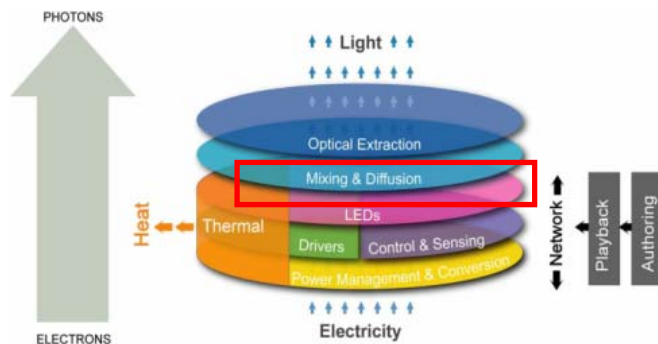 PHOTONS
Light
Optical Extraction
Mixing & Diffusion
LEDs
Thermal
Heat
Drivers
Control & Sensing
Power Management & Conversion
Network
Playback
Authoring
Electricity
ELECTRONS